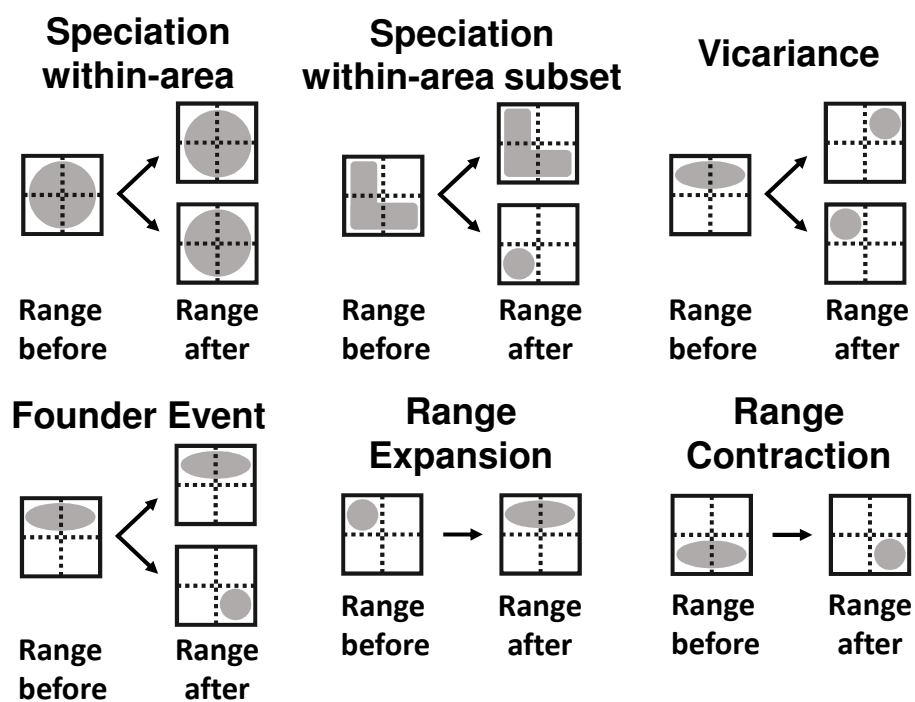 Speciation
within-area
Range
before
Range
after
Speciation
within-area subset
Range
before
Range
after
Vicariance
Range
before
Range
after
Founder Event
Range
before
Range
after
Range
Expansion
Range
before
Range
after
Range
Contraction
Range
before
Range
after